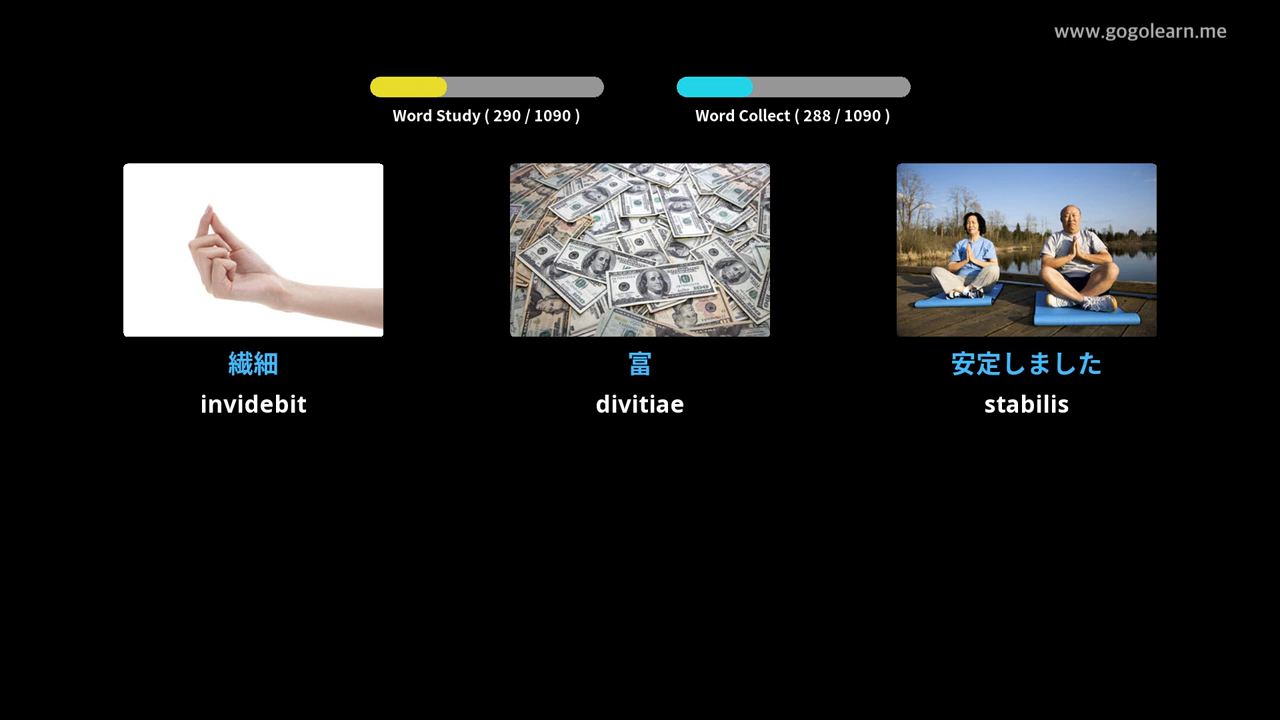 www.gogolearn.me
Word Study ( 290 / 1090 )
Word Collect ( 288 / 1090 )
繊細
富
安定しました
invidebit
divitiae
stabilis